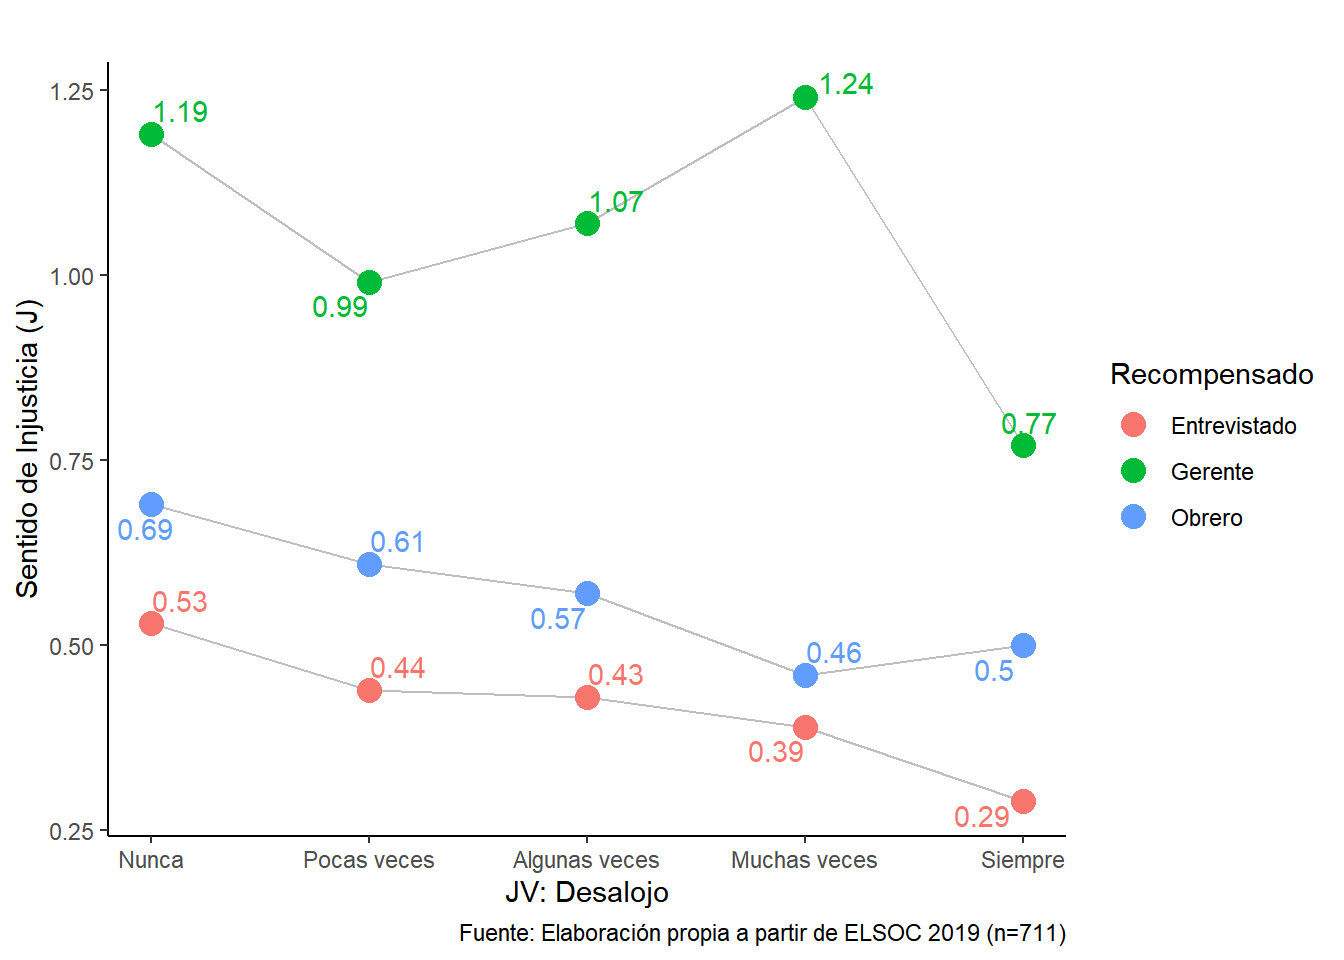 1.25
1.00
0.75
0.50
0.25
Sentido de Injusticia (J)
1.19
0.99
1.07
1.24
0.77
0.69
0.61
0.57
0.46
0.5
0.53
0.44
0.43
0.39
0.29
Nunca
Pocas veces
Algunas veces
Muchas veces
Siempre
JV: Desalojo
Fuente: Elaboración propia a partir de ELSOC 2019 (n=711)
Recompensado
Entrevistado
Gerente
Obrero